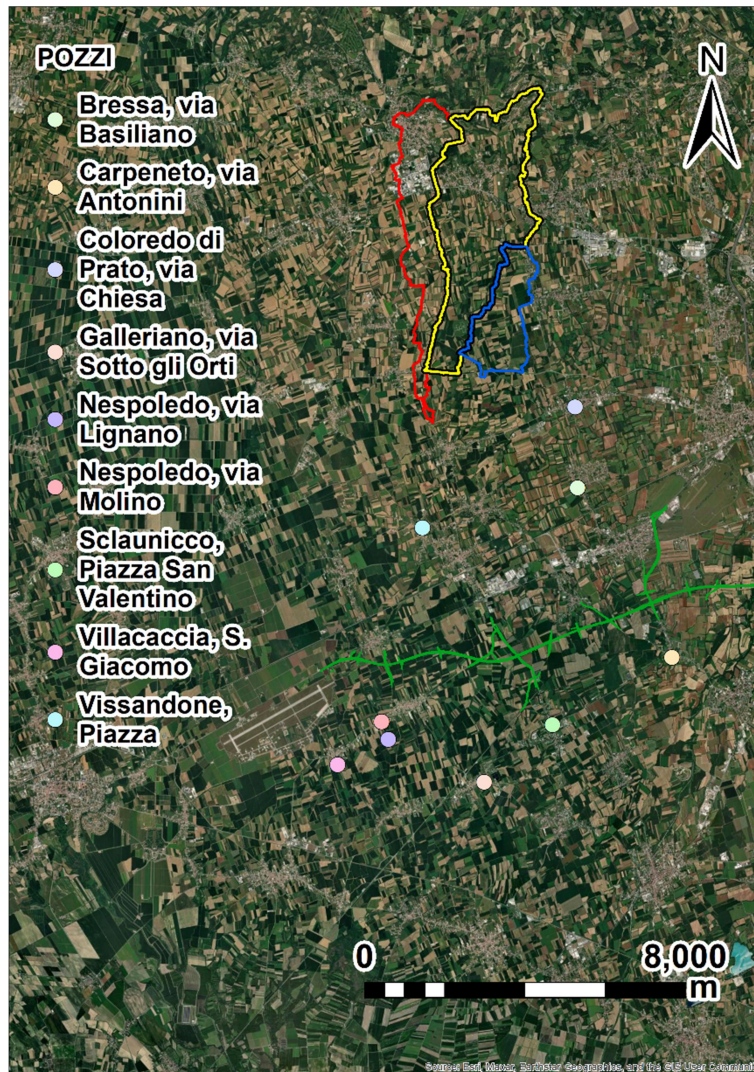 POZZI
N
Bressa, via
Basiliano
Carpeneto, via
Antonini
Coloredo di
Prato, via
Chiesa
Galleriano, via
Sotto gli Orti
Nespoledo, via
Lignano
Nespoledo, via
Molino
Sclaunicco,
Piazza San
Valentino
Villacaccia, S.
Giacomo
Vissandone,
Piazza
0 8,000
m
Source: Esri, Maxar, Earthstar Geographics, and the GIS User Communi